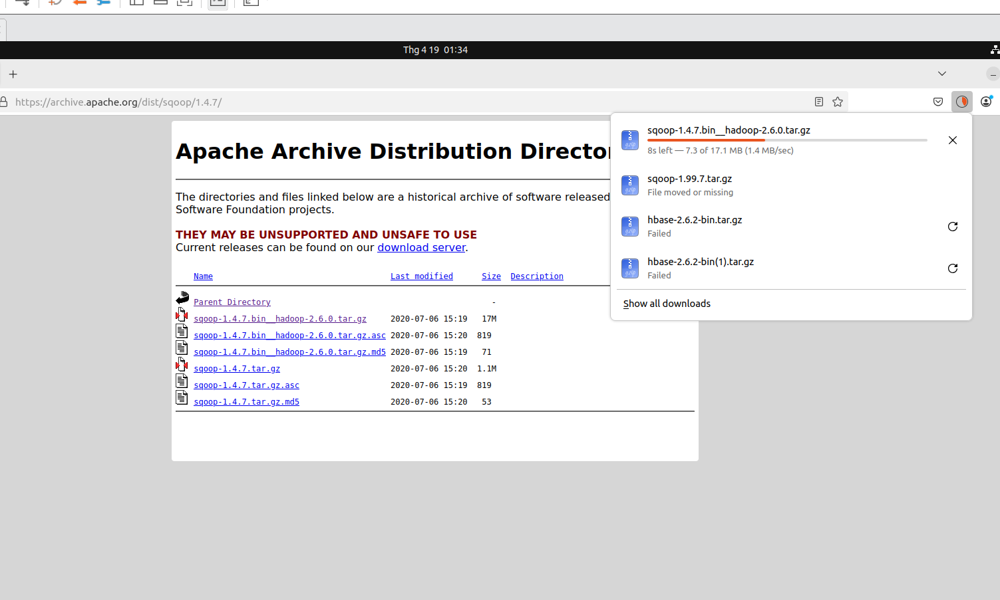 Thg 4 19 01:34
https://archive.apache.org/dist/sqoop/1.4.7/
Apache Archive Distribution Director
The directories and files linked below are a historical archive of software released
Software Foundation projects.
THEY MAY BE UNSUPPORTED AND UNSAFE TO USE
Current releases can be found on our download server.
Name Last modified Size Description
Parent Directory -
sqoop-1.4.7.bin__hadoop-2.6.0.tar.gz 2020-07-06 15:19 17M
sqoop-1.4.7.bin__hadoop-2.6.0.tar.gz.asc 2020-07-06 15:20 819
sqoop-1.4.7.bin__hadoop-2.6.0.tar.gz.md5 2020-07-06 15:19 71
sqoop-1.4.7.tar.gz 2020-07-06 15:20 1.1M
sqoop-1.4.7.tar.gz.asc 2020-07-06 15:19 819
sqoop-1.4.7.tar.gz.md5 2020-07-06 15:20 53
sqoop-1.4.7.bin__hadoop-2.6.0.tar.gz
8s left — 7.3 of 17.1 MB (1.4 MB/sec)
sqoop-1.99.7.tar.gz
File moved or missing
hbase-2.6.2-bin.tar.gz
Failed
hbase-2.6.2-bin(1).tar.gz
Failed
Show all downloads